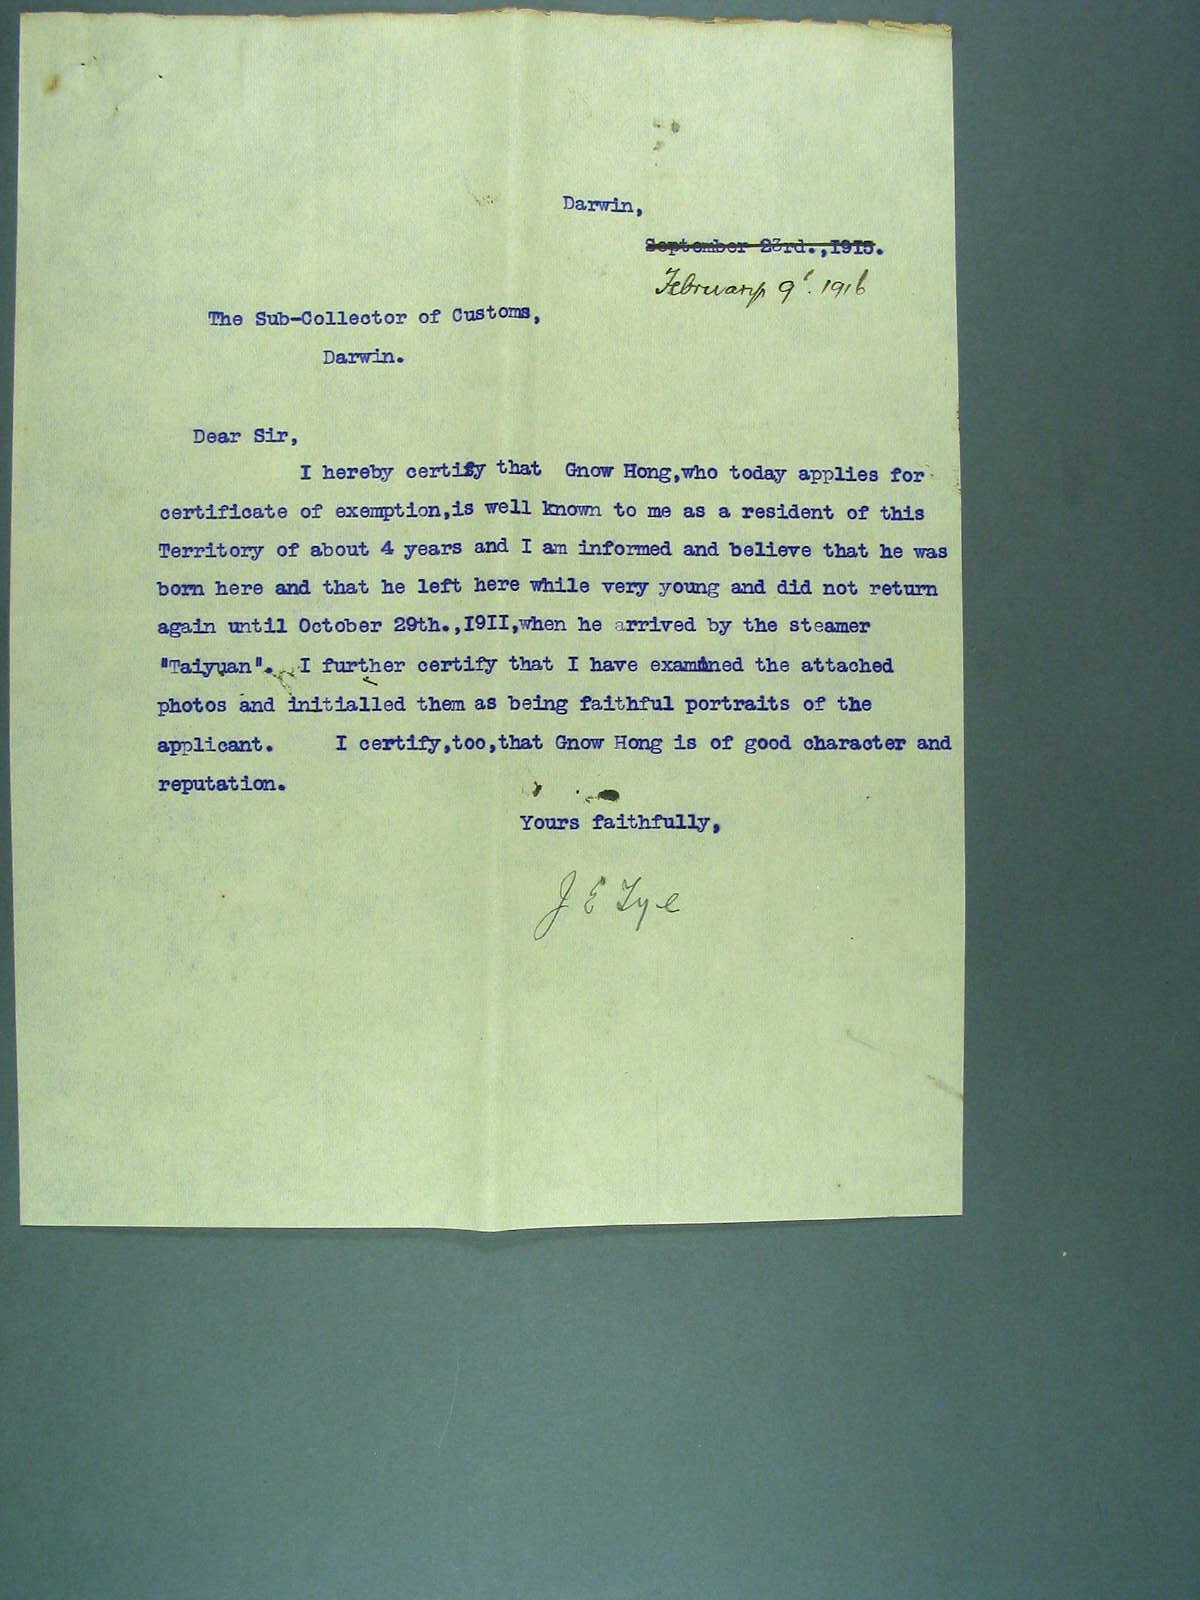 Darwin,
September 23rd.,1915.
February 9t. 1916
The Sub-Collector of Customs,
Darwin.
Dear Sir,
I hereby certify that Gnow Hong,who today applies for
certificate of exemption,is well known to me as a resident of this
Territory of about 4 years and I am informed and believe that he was
born here and that he left here while very young and did not return
again until October 29th.,I9II,when he arrived by the steamer
"Taiyuan". I further certify that I have examined the attached
photos and initialled them as being faithful portraits of the
applicant. I certify,too,that Gnow Hong is of good character and
reputation.
Yours faithfully,
J E Tye